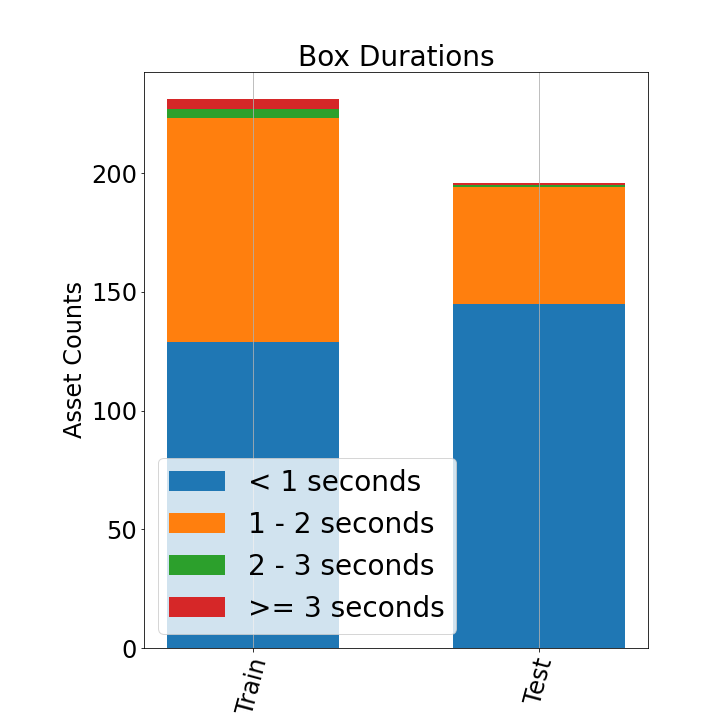 Box Durations
Asset Counts
200
150
100
50
0
< 1 seconds
1 - 2 seconds
2 - 3 seconds
>= 3 seconds
Train
Test